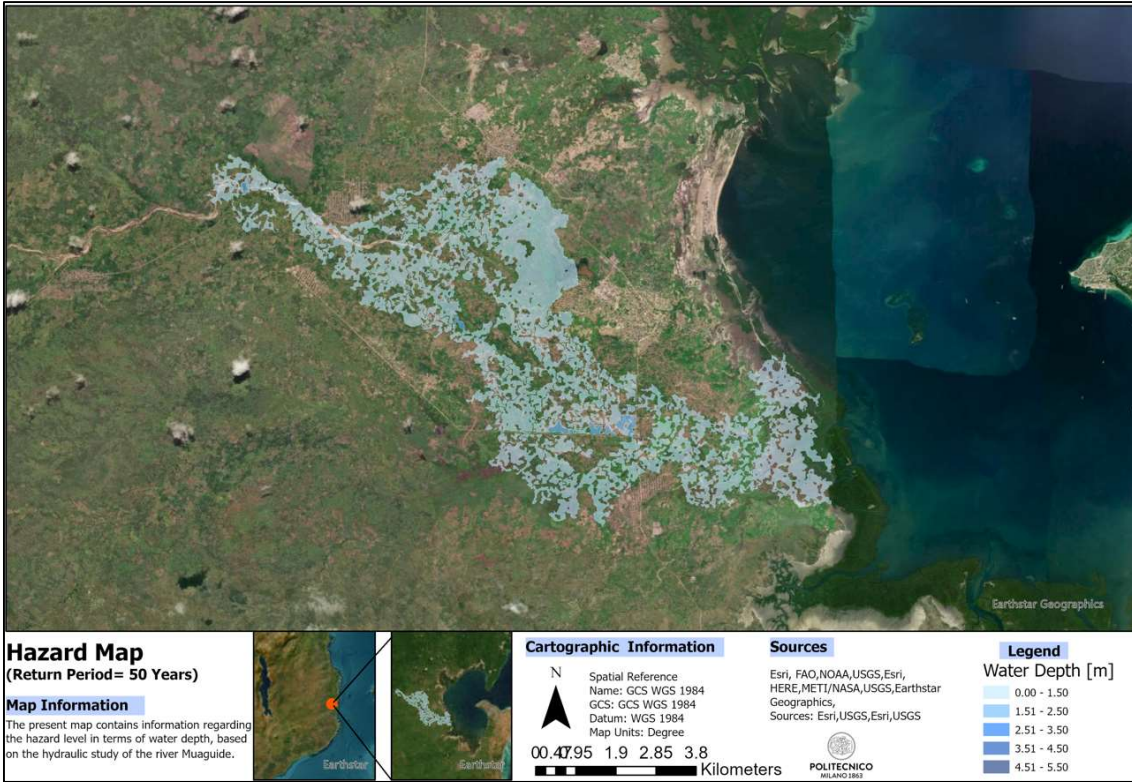 Earthstar Geographics
Hazard Map
(Return Period= 50 Years)
Map Information
The present map contains information regarding
the hazard level in terms of water depth, based
on the hydraulic study of the river Muaguide.
Earthstar
Earthstar
Cartographic Information
N
Spatial Reference
Name: GCS WGS 1984
GCS: GCS WGS 1984
Datum: WGS 1984
Map Units: Degree
0 0.47 0.95 1.9 2.85 3.8
Kilometers
Sources
Esri, FAO,NOAA,USGS,Esri,
HERE,METI/NASA,USGS,Earthstar
Geographics,
Sources: Esri,USGS,Esri,USGS
POLITECNICO
MILANO 1863
Legend
Water Depth [m]
0.00 - 1.50
1.51 - 2.50
2.51 - 3.50
3.51 - 4.50
4.51 - 5.50